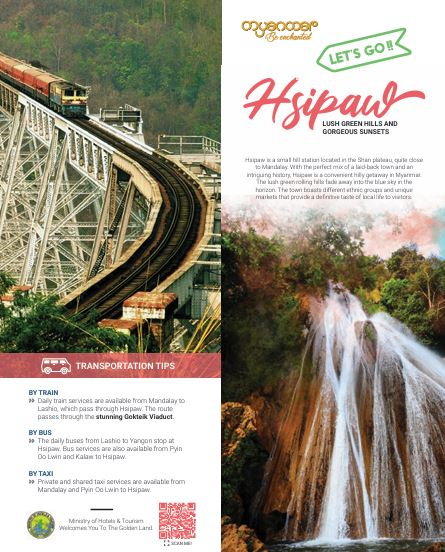 TRANSPORTATION TIPS
BY TRAIN
Daily train services are available from Mandalay to
Lashio, which pass through Hsipaw. The route
passes through the stunning Gokteik Viaduct.
BY BUS
The daily buses from Lashio to Yangon stop at
Hsipaw. Bus services are also available from Pyin
Oo Lwin and Kalaw to Hsipaw.
BY TAXI
Private and shared taxi services are available from
Mandalay and Pyin Oo Lwin to Hsipaw.
Ministry of Hotels & Tourism
Welcomes You To The Golden Land.
SCAN ME!
myanmar
Be enchanted
LET'S GO !!
Hsipaw
LUSH GREEN HILLS AND
GORGEOUS SUNSETS
Hsipaw is a small hill station located in the Shan plateau, quite close
to Mandalay. With the perfect mix of a laid-back town and an
intriguing history, Hsipaw is a convenient hilly getaway in Myanmar.
The lush green rolling hills fade away into the blue sky in the
horizon. The town boasts different ethnic groups and unique
markets that provide a definitive taste of local life to visitors.